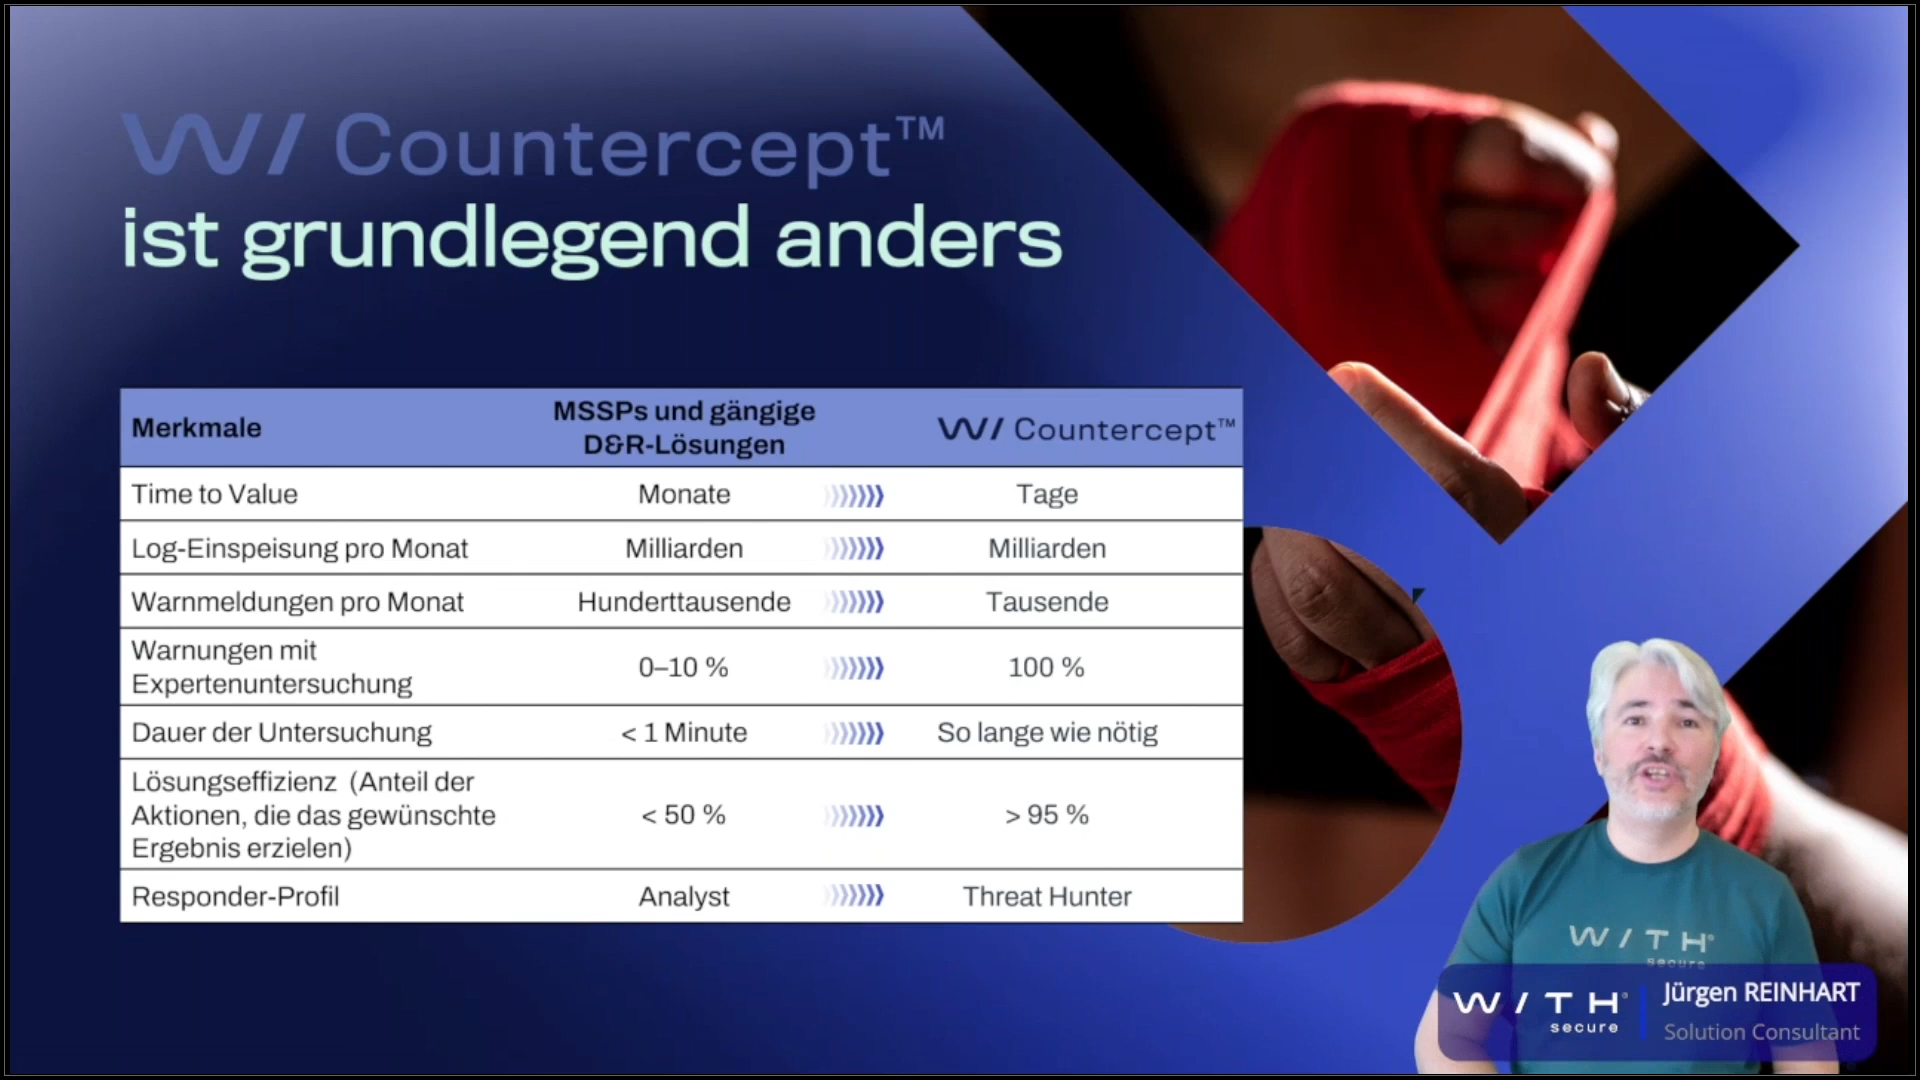 W/ Countercept™
ist grundlegend anders
Merkmale
MSSPs und gängige
D&R-Lösungen
W/ Countercept™
Time to Value
Monate
Tage
Log-Einspeisung pro Monat
Milliarden
Milliarden
Warnmeldungen pro Monat
Hunderttausende
Tausende
Warnungen mit
Expertenuntersuchung
0–10 %
100 %
Dauer der Untersuchung
< 1 Minute
So lange wie nötig
Lösungseffizienz (Anteil der
Aktionen, die das gewünschte
Ergebnis erzielen)
< 50 %
> 95 %
Responder-Profil
Analyst
Threat Hunter
W/TH®
secure
W/TH®
secure
Jürgen REINHART
Solution Consultant